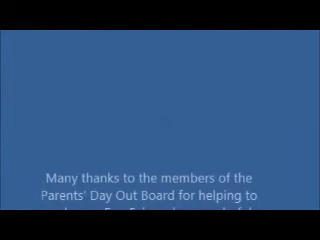 Many thanks to the members of the
Parents' Day Out Board for helping to